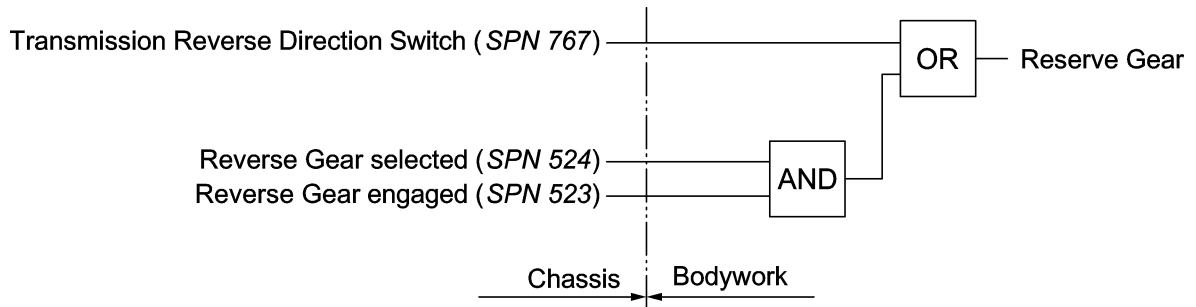 Transmission Reverse Direction Switch (SPN 767)
OR
Reserve Gear
Reverse Gear selected (SPN 524)
AND
Reverse Gear engaged (SPN 523)
Chassis
Bodywork